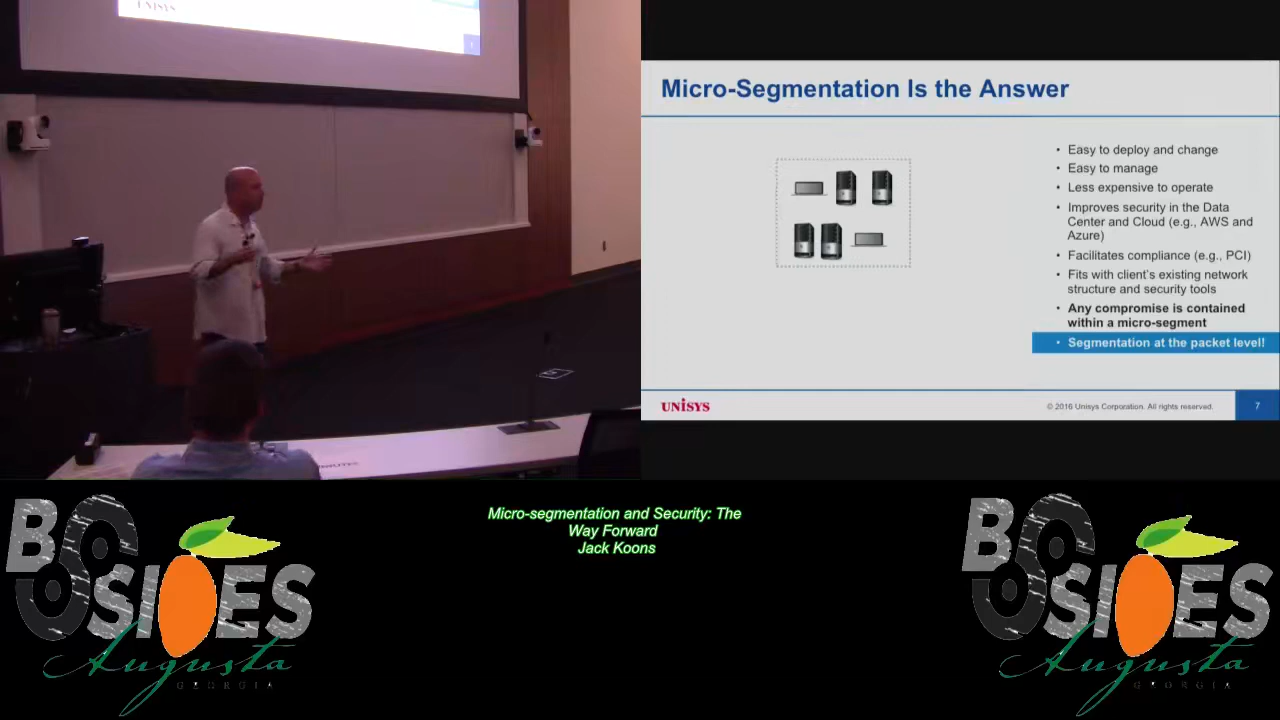 UNISYS
Micro-Segmentation Is the Answer
• Easy to deploy and change
• Easy to manage
• Less expensive to operate
• Improves security in the Data
Center and Cloud (e.g., AWS and
Azure)
• Facilitates compliance (e.g., PCI)
• Fits with client's existing network
structure and security tools
• Any compromise is contained
within a micro-segment
• Segmentation at the packet level!
UNISYS
© 2016 Unisys Corporation. All rights reserved.
7
Micro-segmentation and Security: The
Way Forward
Jack Koons
BSIDES
Augusta
GEORGIA
BSIDES
Augusta
GEORGIA